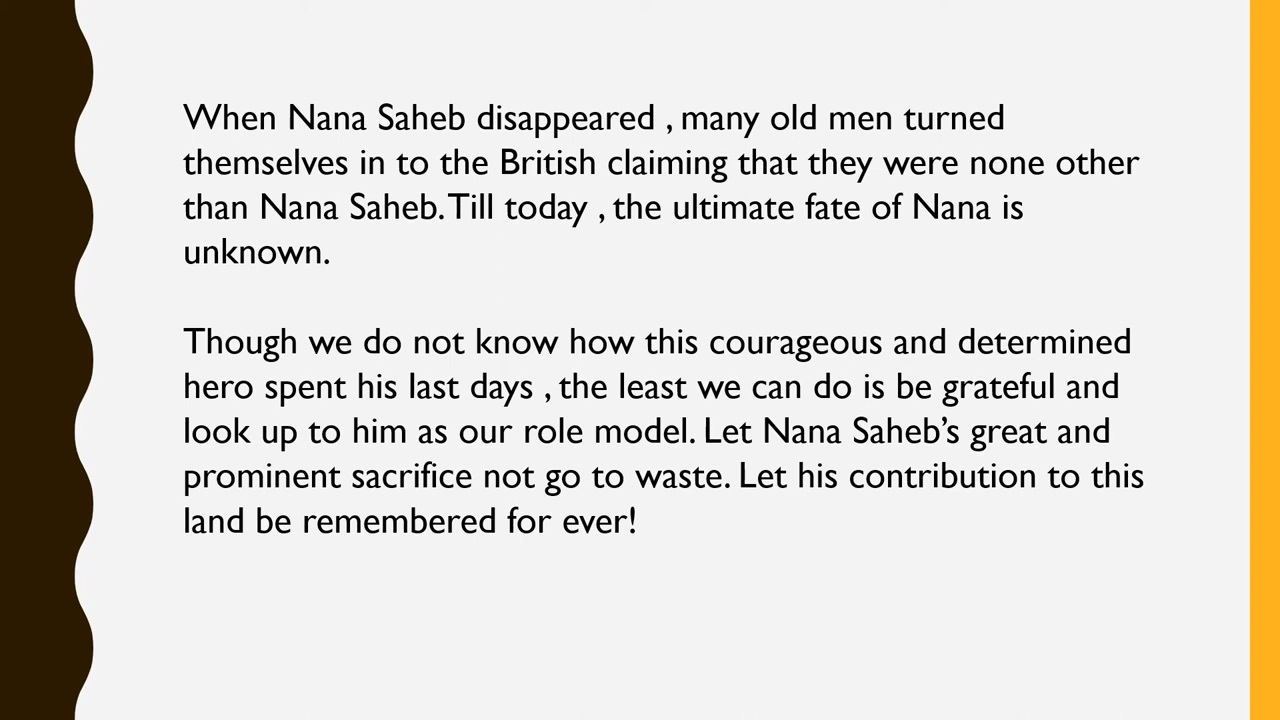 When Nana Saheb disappeared , many old men turned
themselves in to the British claiming that they were none other
than Nana Saheb. Till today , the ultimate fate of Nana is
unknown.
Though we do not know how this courageous and determined
hero spent his last days , the least we can do is be grateful and
look up to him as our role model. Let Nana Saheb’s great and
prominent sacrifice not go to waste. Let his contribution to this
land be remembered for ever!